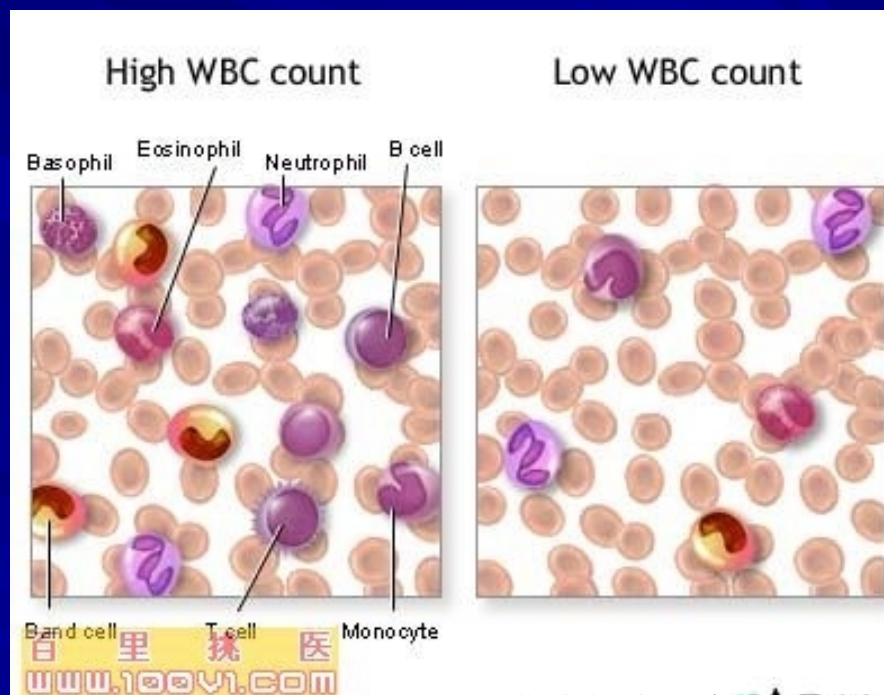 High WBC count
Low WBC count
Basophil
Eosinophil
Neutrophil
B cell
Band cell
T cell
Monocyte
百里挑医
www.100v1.com